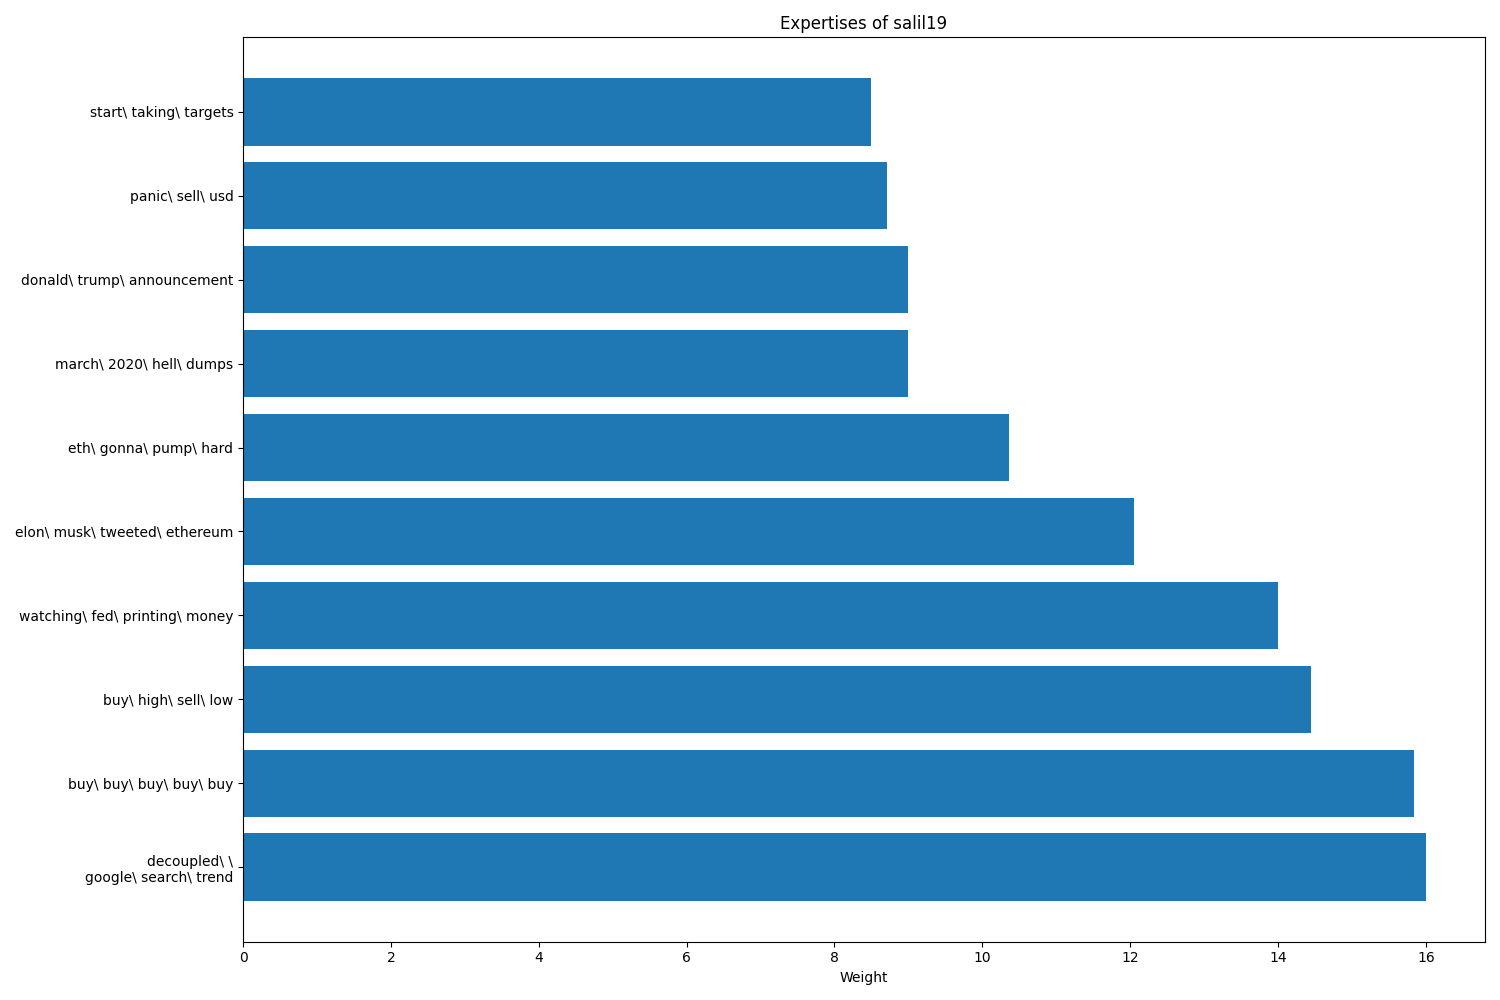 Expertises of salil19
start\ taking\ targets
panic\ sell\ usd
donald\ trump\ announcement
march\ 2020\ hell\ dumps
eth\ gonna\ pump\ hard
elon\ musk\ tweeted\ ethereum
watching\ fed\ printing\ money
buy\ high\ sell\ low
buy\ buy\ buy\ buy\ buy
decoupled\ \
google\ search\ trend
0 2 4 6 8 10 12 14 16
Weight